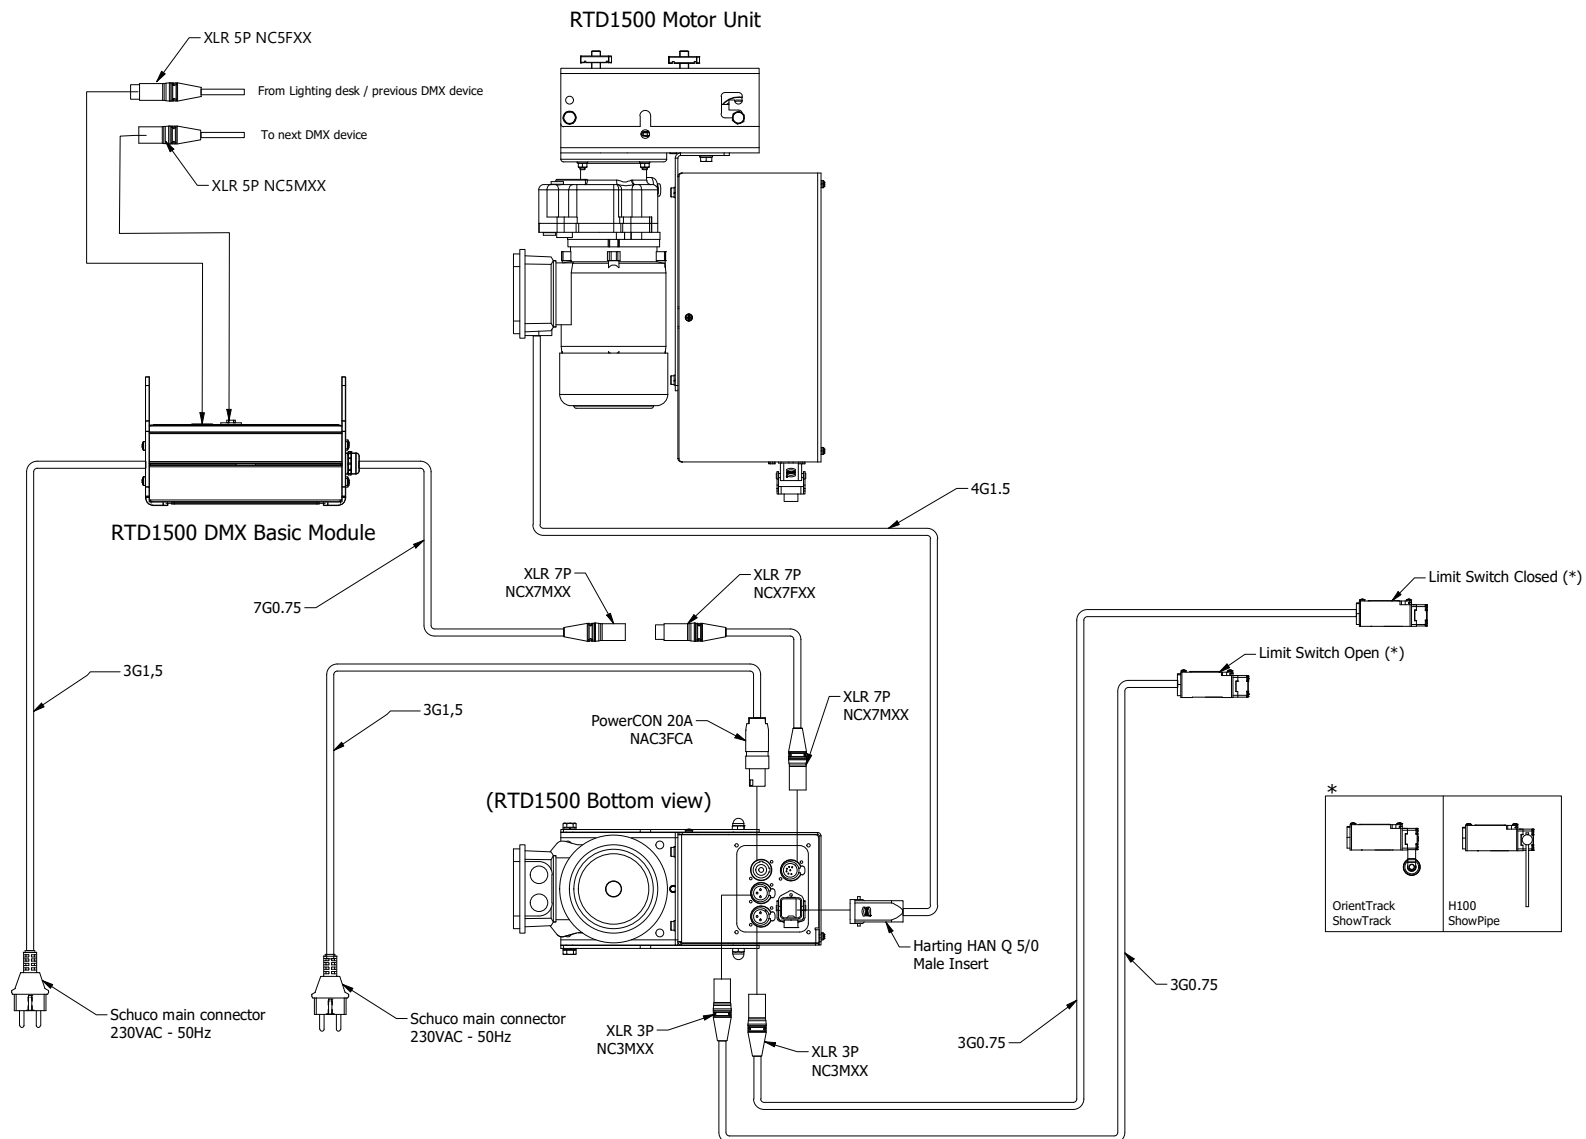 RTD1500 Motor Unit
XLR 5P NC5FXX
From Lighting desk / previous DMX device
To next DMX device
XLR 5P NC5MXX
4G1.5
RTD1500 DMX Basic Module
XLR 7P
NCX7MXX
XLR 7P
NCX7FXX
Limit Switch Closed (*)
7G0.75
Limit Switch Open (*)
3G1,5
3G1,5
XLR 7P
NCX7MXX
PowerCON 20A
NAC3FCA
(RTD1500 Bottom view)
*
OrientTrack
ShowTrack
H100
ShowPipe
Harting HAN Q 5/0
Male Insert
3G0.75
Schuco main connector
230VAC - 50Hz
Schuco main connector
230VAC - 50Hz
XLR 3P
NC3MXX
XLR 3P
NC3MXX
3G0.75